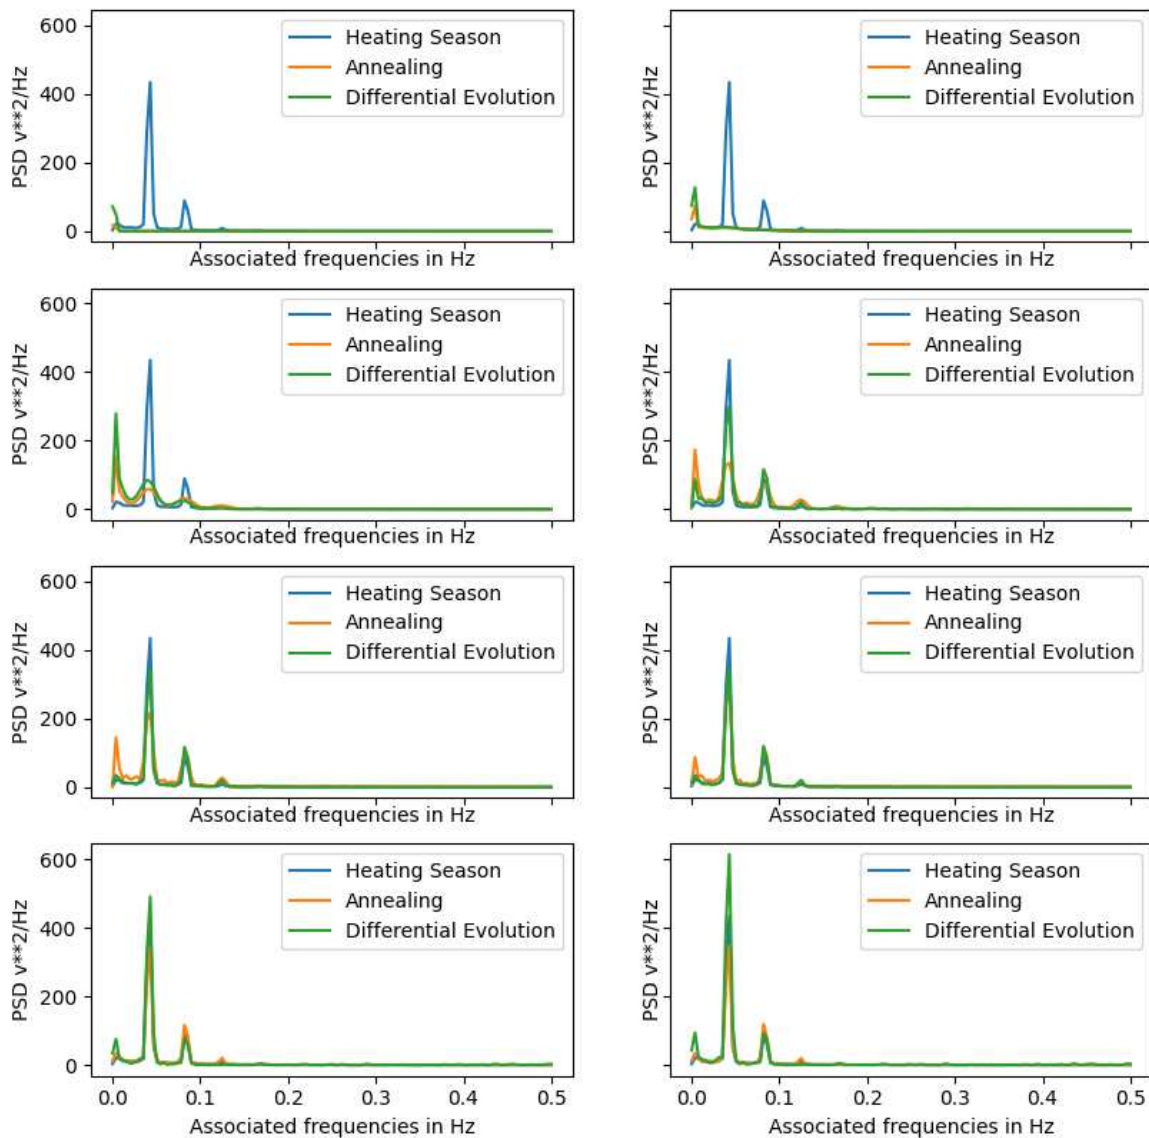 600
400
200
0
PSD v**2/Hz
Heating Season
Annealing
Differential Evolution
Associated frequencies in Hz
PSD v**2/Hz
Heating Season
Annealing
Differential Evolution
Associated frequencies in Hz
600
400
200
0
PSD v**2/Hz
Heating Season
Annealing
Differential Evolution
Associated frequencies in Hz
PSD v**2/Hz
Heating Season
Annealing
Differential Evolution
Associated frequencies in Hz
600
400
200
0
PSD v**2/Hz
Heating Season
Annealing
Differential Evolution
Associated frequencies in Hz
PSD v**2/Hz
Heating Season
Annealing
Differential Evolution
Associated frequencies in Hz
600
400
200
0
PSD v**2/Hz
Heating Season
Annealing
Differential Evolution
0.0 0.1 0.2 0.3 0.4 0.5
Associated frequencies in Hz
PSD v**2/Hz
Heating Season
Annealing
Differential Evolution
0.0 0.1 0.2 0.3 0.4 0.5
Associated frequencies in Hz